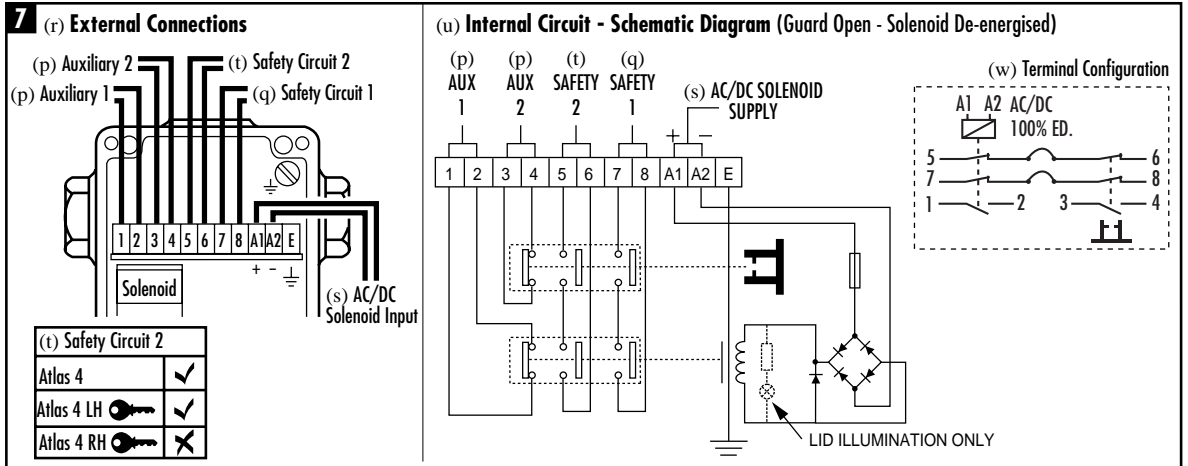 7 (r) External Connections
(p) Auxiliary 2
(t) Safety Circuit 2
(p) Auxiliary 1
(q) Safety Circuit 1
1 2 3 4 5 6 7 8 A1 A2 E
+ -
Solenoid
(s) AC/DC
Solenoid Input
(t) Safety Circuit 2
Atlas 4
Atlas 4 LH
Atlas 4 RH
(u) Internal Circuit - Schematic Diagram (Guard Open - Solenoid De-energised)
(p) (p) (t) (q)
AUX AUX SAFETY SAFETY
1 2 2 1
(s) AC/DC SOLENOID
SUPPLY
+ −
1 2 3 4 5 6 7 8 A1 A2 E
LID ILLUMINATION ONLY
(w) Terminal Configuration
A1 A2 AC/DC
100% ED.
5 6
7 8
1 2 3 4